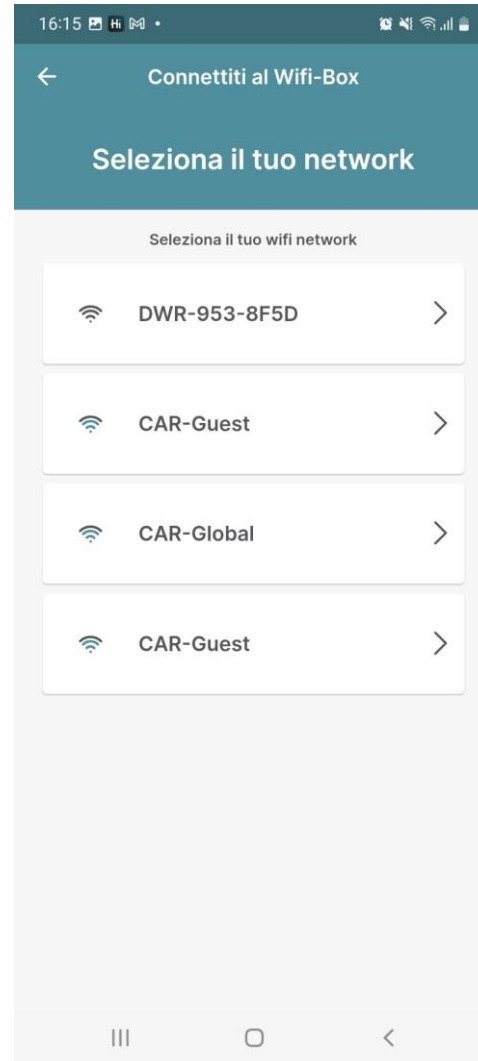 16:15 Hi M
Connettiti al Wifi-Box
Seleziona il tuo network
Seleziona il tuo wifi network
DWR-953-8F5D
CAR-Guest
CAR-Global
CAR-Guest